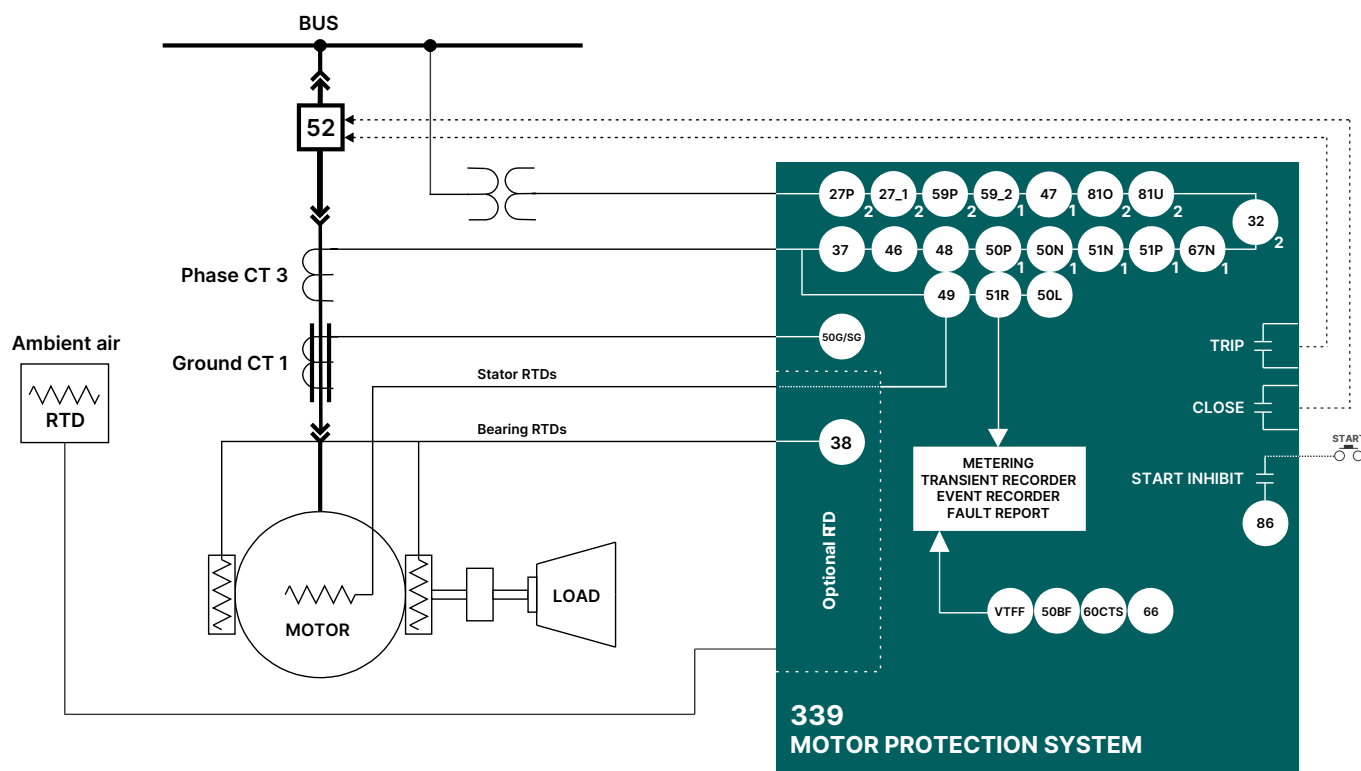 BUS
52
27P 2
27_1 2
59P 2
59_2 1
47 1
81O 2
81U 2
32 2
Phase CT 3
37
46
48
50P 1
50N 1
51N 1
51P 1
67N 1
49
51R
50L
Ambient air
RTD
Ground CT 1
50G/SG
TRIP
Stator RTDs
CLOSE
Bearing RTDs
38
START
METERING
TRANSIENT RECORDER
EVENT RECORDER
FAULT REPORT
START INHIBIT
86
Optional RTD
LOAD
MOTOR
VTFF
50BF
60CTS
66
339
MOTOR PROTECTION SYSTEM